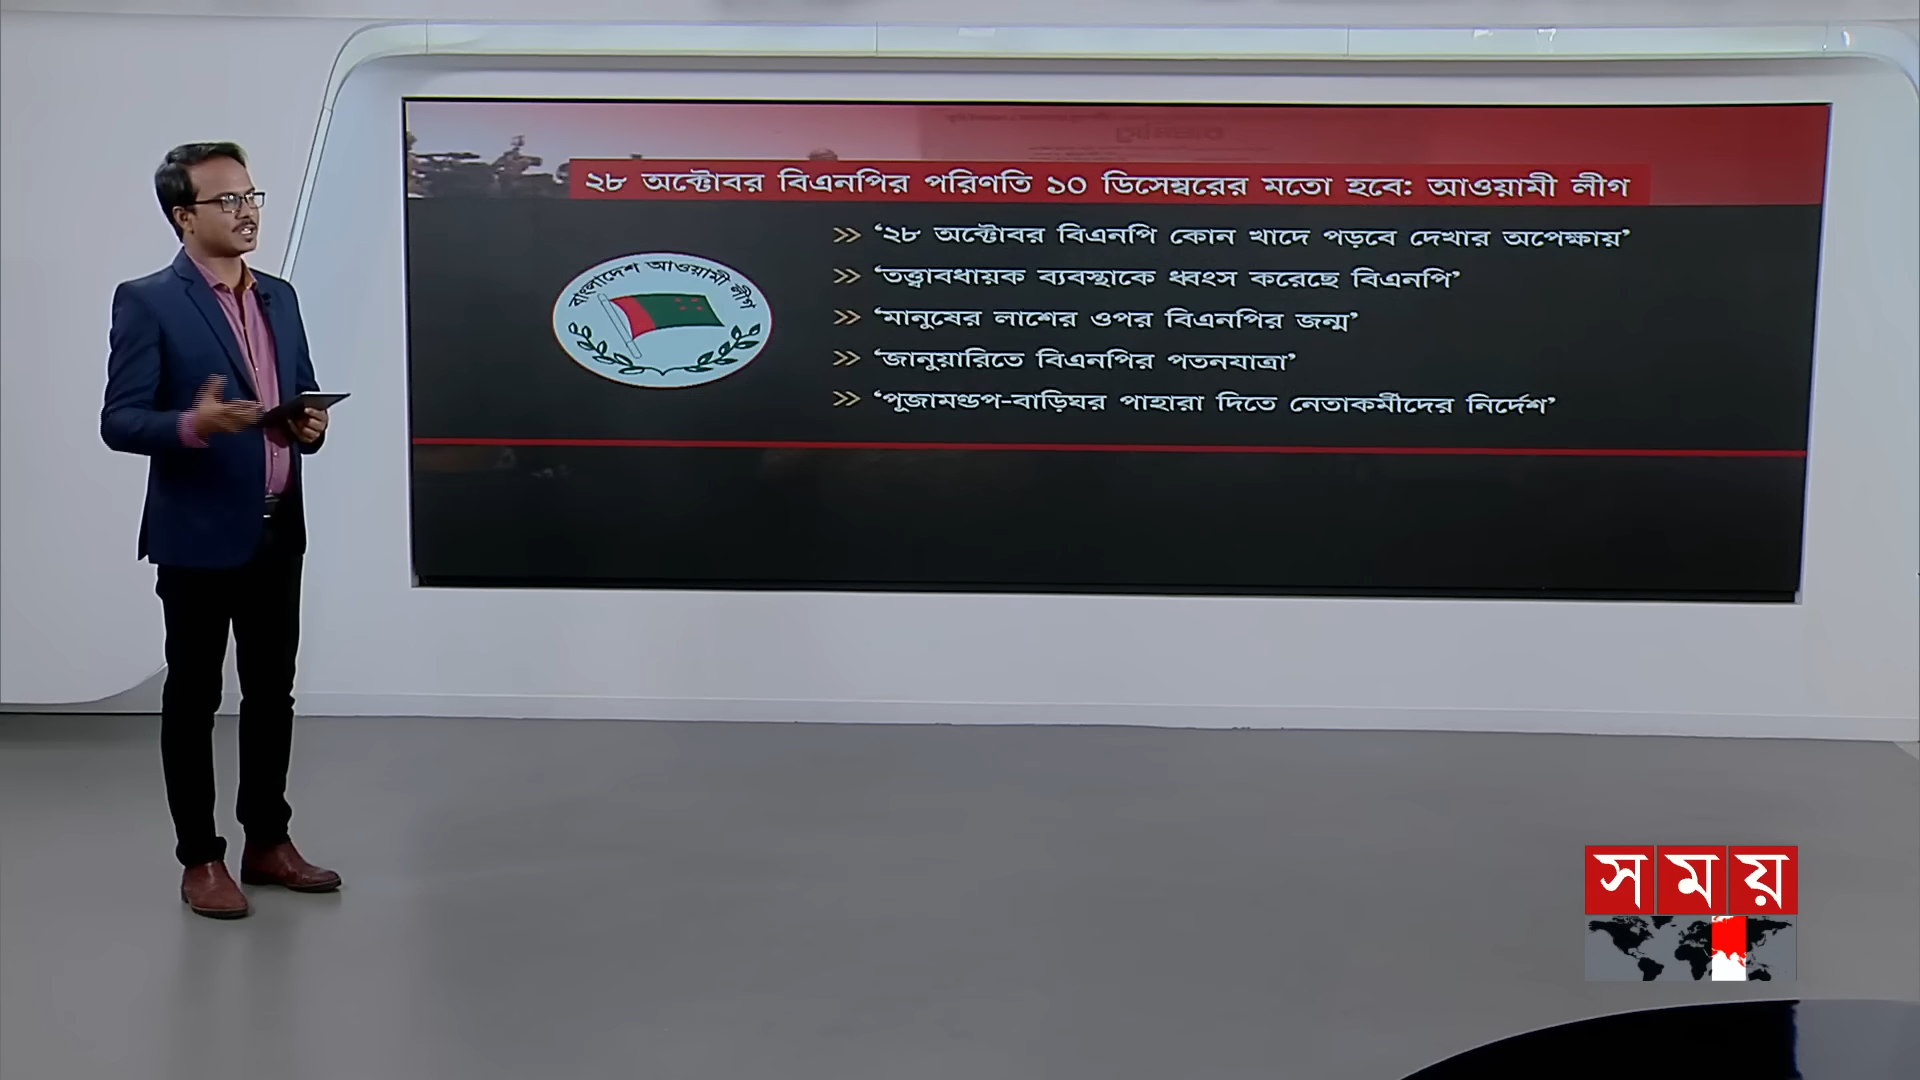 ২৮ অক্টোবর বিএনপির পরিণতি ১০ ডিসেম্বরের মতো হবে: আওয়ামী লীগ
‘২৮ অক্টোবর বিএনপি কোন খাদে পড়বে দেখার অপেক্ষায়’
‘তত্ত্বাবধায়ক ব্যবস্থাকে ধ্বংস করেছে বিএনপি’
‘মানুষের লাশের ওপর বিএনপির জন্ম’
‘জানুয়ারিতে বিএনপির পতনযাত্রা’
‘পূজামণ্ডপ-বাড়িঘর পাহারা দিতে নেতাকর্মীদের নির্দেশ’
বাংলাদেশ আওয়ামী লীগ
সময়